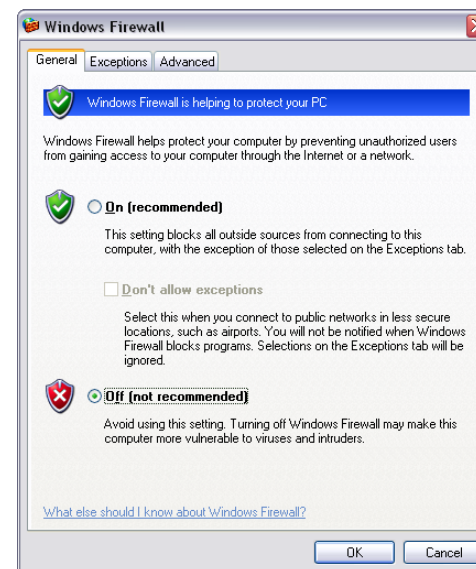 Windows Firewall
General Exceptions Advanced
Windows Firewall is helping to protect your PC
Windows Firewall helps protect your computer by preventing unauthorized users
from gaining access to your computer through the Internet or a network.
On (recommended)
This setting blocks all outside sources from connecting to this
computer, with the exception of those selected on the Exceptions tab.
Don't allow exceptions
Select this when you connect to public networks in less secure
locations, such as airports. You will not be notified when Windows
Firewall blocks programs. Selections on the Exceptions tab will be
ignored.
Off (not recommended)
Avoid using this setting. Turning off Windows Firewall may make this
computer more vulnerable to viruses and intruders.
What else should I know about Windows Firewall?
OK Cancel